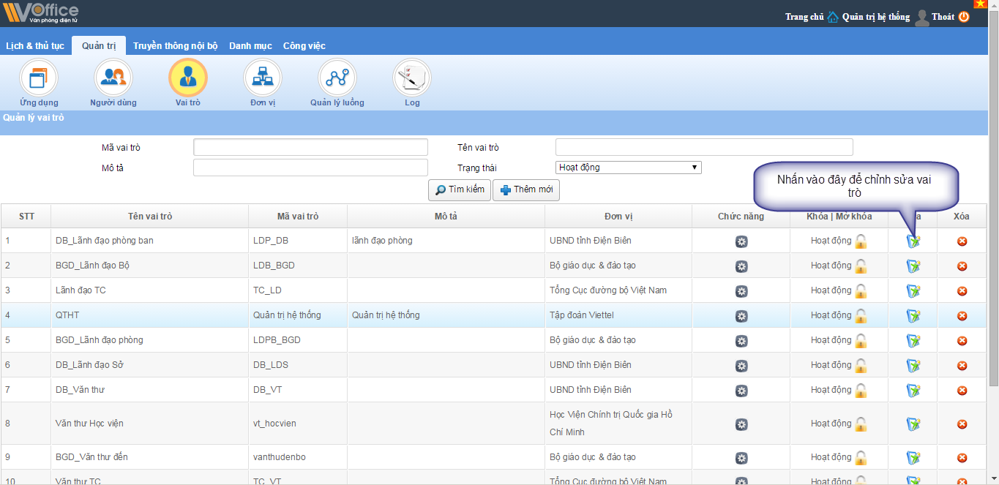 VOffice
Văn phòng điện tử
Trang chủ Quản trị hệ thống Thoát
Lịch & thủ tục Quản trị Truyền thông nội bộ Danh mục Công việc
Ứng dụng Người dùng Vai trò Đơn vị Quản lý luồng Log
Quản lý vai trò
Mã vai trò Tên vai trò
Mô tả Trạng thái Hoạt động
Nhấn vào đây để chỉnh sửa vai
trò
Tìm kiếm Thêm mới
STT Tên vai trò Mã vai trò Mô tả Đơn vị Chức năng Khóa | Mở khóa Xóa
1 DB_Lãnh đạo phòng ban LDP_DB lãnh đạo phòng UBND tỉnh Điện Biên Hoạt động
2 BGD_Lãnh đạo Bộ LDB_BGD Bộ giáo dục & đào tạo Hoạt động
3 Lãnh đạo TC TC_LD Tổng Cục đường bộ Việt Nam Hoạt động
4 QTHT Quản trị hệ thống Quản trị hệ thống Tập đoàn Viettel Hoạt động
5 BGD_Lãnh đạo phòng LDPB_BGD Bộ giáo dục & đào tạo Hoạt động
6 DB_Lãnh đạo Sở DB_LDS UBND tỉnh Điện Biên Hoạt động
7 DB_Văn thư DB_VT UBND tỉnh Điện Biên Hoạt động
8 Văn thư Học viện vt_hocvien Học Viện Chính trị Quốc gia Hồ
Chí Minh Hoạt động
9 BGD_Văn thư đến vanthudenbo Bộ giáo dục & đào tạo Hoạt động
10 Văn thư TC TC_VT Tổng Cục đường bộ Việt Nam Hoạt động